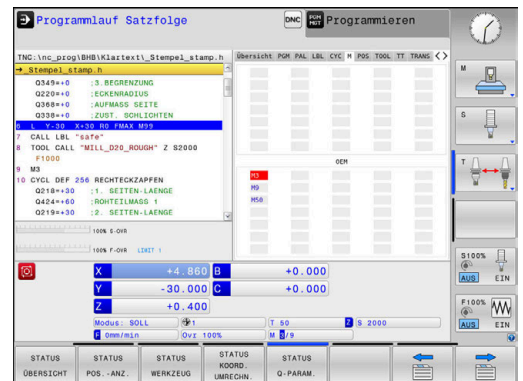 Programmlauf Satzfolge
DNC PGM MGT Programmieren
TNC:\nc_prog\BHB\Klartext\_Stempel_stamp.h
→_Stempel_stamp.h
Q349=+0 ;3.BEGRENZUNG
Q220=+0 ;ECKENRADIUS
Q368=+0 ;AUFMASS SEITE
Q338=+0 ;ZUST. SCHLICHTEN
6 L Y-30 X+30 R0 FMAX M99
7 CALL LBL "safe"
8 TOOL CALL "MILL_D20_ROUGH" Z S2000
F1000
9 M3
10 CYCL DEF 256 RECHTECKZAPFEN
Q218=+30 ;1. SEITEN-LAENGE
Q424=+60 ;ROHTEILMASS 1
Q219=+30 ;2. SEITEN-LAENGE
100% S-OVR
100% F-OVR LIMIT 1
Übersicht PGM PAL LBL CYC M POS TOOL TT TRANS
OEM
M3
M9
M50
M
S
T
S100%
AUS EIN
F100%
AUS EIN
X +4.860 B +0.000
Y -30.000 C +0.000
Z +0.400
Modus: SOLL 1 T 50 Z S 2000
F 0mm/min Ovr 100% M 3/9
STATUS ÜBERSICHT
STATUS POS.-ANZ.
STATUS WERKZEUG
STATUS KOORD. UMRECHN.
STATUS Q-PARAM.